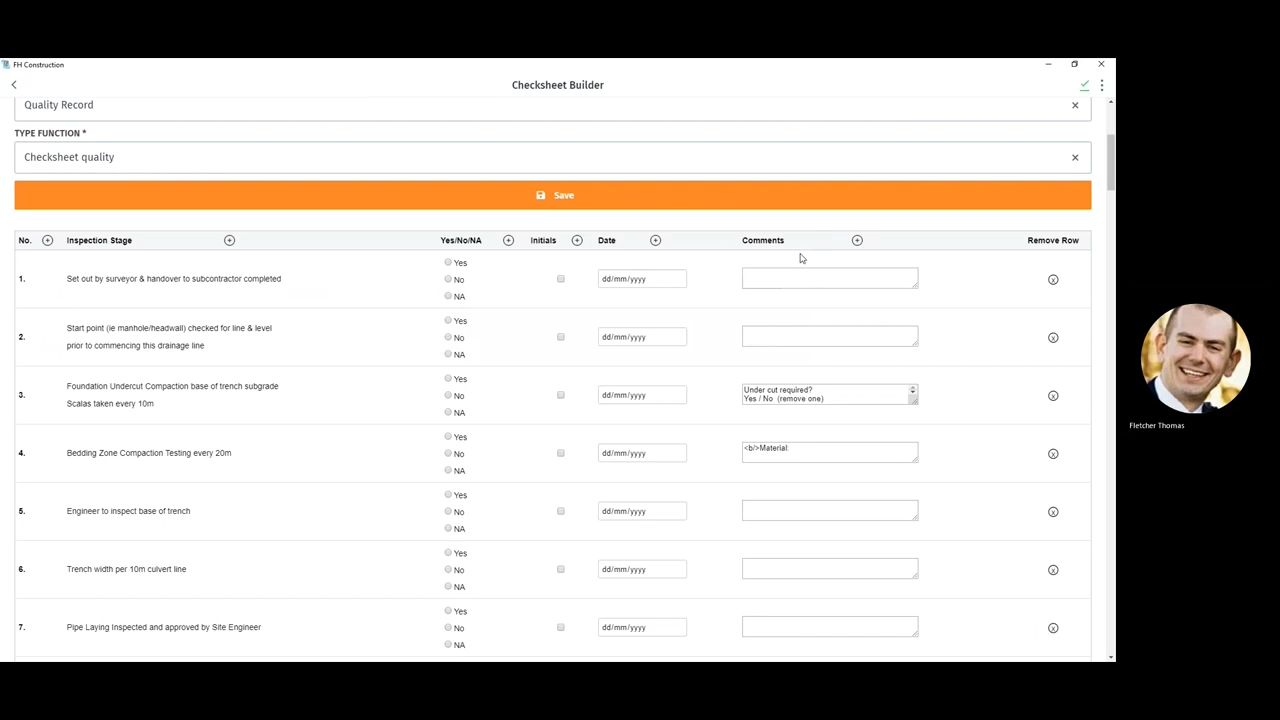 FH Construction
Checksheet Builder
Quality Record
TYPE FUNCTION *
Checksheet quality
Save
No. Inspection Stage Yes/No/NA Initials Date Comments Remove Row
Yes
1. Set out by surveyor & handover to subcontractor completed No dd/mm/yyyy x
NA
Start point (ie manhole/headwall) checked for line & level Yes
2. No dd/mm/yyyy x
prior to commencing this drainage line NA
Foundation Undercut Compaction base of trench subgrade Yes Under cut required?
3. No dd/mm/yyyy x
Scalas taken every 10m NA Yes / No (remove one)
Yes <b/>Material:
4. Bedding Zone Compaction Testing every 20m No dd/mm/yyyy x
NA
Yes
5. Engineer to inspect base of trench No dd/mm/yyyy x
NA
Yes
6. Trench width per 10m culvert line No dd/mm/yyyy x
NA
Yes
7. Pipe Laying Inspected and approved by Site Engineer No dd/mm/yyyy x
NA
Fletcher Thomas